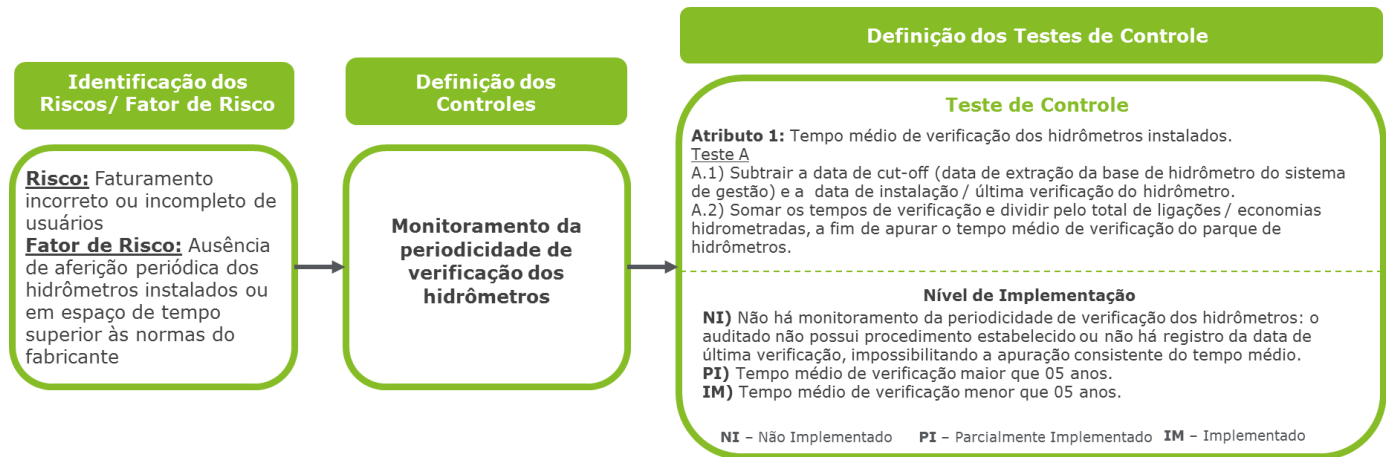 Identificação dos
Riscos/ Fator de Risco
Risco: Faturamento
incorreto ou incompleto de
usuários
Fator de Risco: Ausência
de aferição periódica dos
hidrômetros instalados ou
em espaço de tempo
superior às normas do
fabricante
Definição dos
Controles
Monitoramento da
periodicidade de
verificação dos
hidrômetros
Definição dos Testes de Controle
Teste de Controle
Atributo 1: Tempo médio de verificação dos hidrômetros instalados.
Teste A
A.1) Subtrair a data de cut-off (data de extração da base de hidrômetro do sistema
de gestão) e a data de instalação / última verificação do hidrômetro.
A.2) Somar os tempos de verificação e dividir pelo total de ligações / economias
hidrometradas, a fim de apurar o tempo médio de verificação do parque de
hidrômetros.
Nível de Implementação
NI) Não há monitoramento da periodicidade de verificação dos hidrômetros: o
auditado não possui procedimento estabelecido ou não há registro da data de
última verificação, impossibilitando a apuração consistente do tempo médio.
PI) Tempo médio de verificação maior que 05 anos.
IM) Tempo médio de verificação menor que 05 anos.
NI – Não Implementado PI – Parcialmente Implementado IM – Implementado